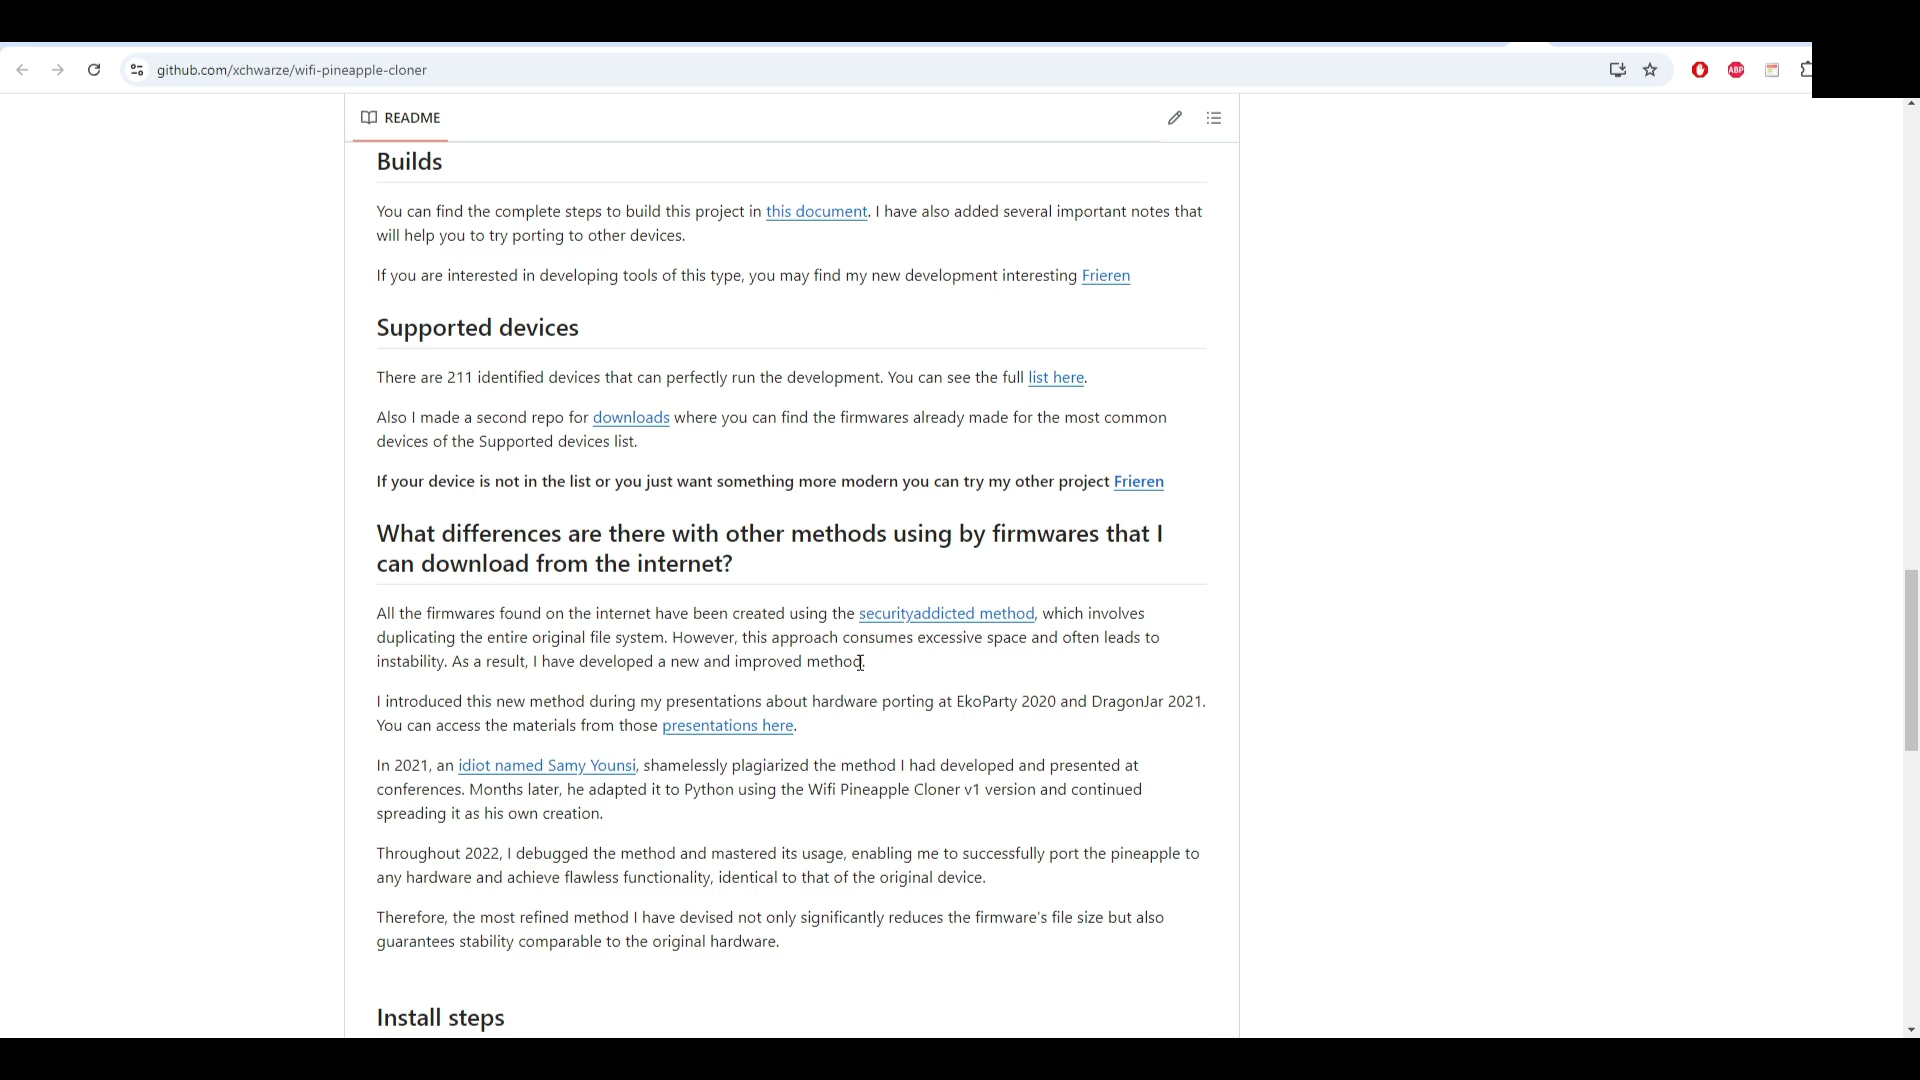 github.com/xchwarze/wifi-pineapple-cloner
ABP
README
Builds
You can find the complete steps to build this project in this document. I have also added several important notes that
will help you to try porting to other devices.
If you are interested in developing tools of this type, you may find my new development interesting Frieren
Supported devices
There are 211 identified devices that can perfectly run the development. You can see the full list here.
Also I made a second repo for downloads where you can find the firmwares already made for the most common
devices of the Supported devices list.
If your device is not in the list or you just want something more modern you can try my other project Frieren
What differences are there with other methods using by firmwares that I
can download from the internet?
All the firmwares found on the internet have been created using the securityaddicted method, which involves
duplicating the entire original file system. However, this approach consumes excessive space and often leads to
instability. As a result, I have developed a new and improved method.
I introduced this new method during my presentations about hardware porting at EkoParty 2020 and DragonJar 2021.
You can access the materials from those presentations here.
In 2021, an idiot named Samy Younsi, shamelessly plagiarized the method I had developed and presented at
conferences. Months later, he adapted it to Python using the Wifi Pineapple Cloner v1 version and continued
spreading it as his own creation.
Throughout 2022, I debugged the method and mastered its usage, enabling me to successfully port the pineapple to
any hardware and achieve flawless functionality, identical to that of the original device.
Therefore, the most refined method I have devised not only significantly reduces the firmware's file size but also
guarantees stability comparable to the original hardware.
Install steps